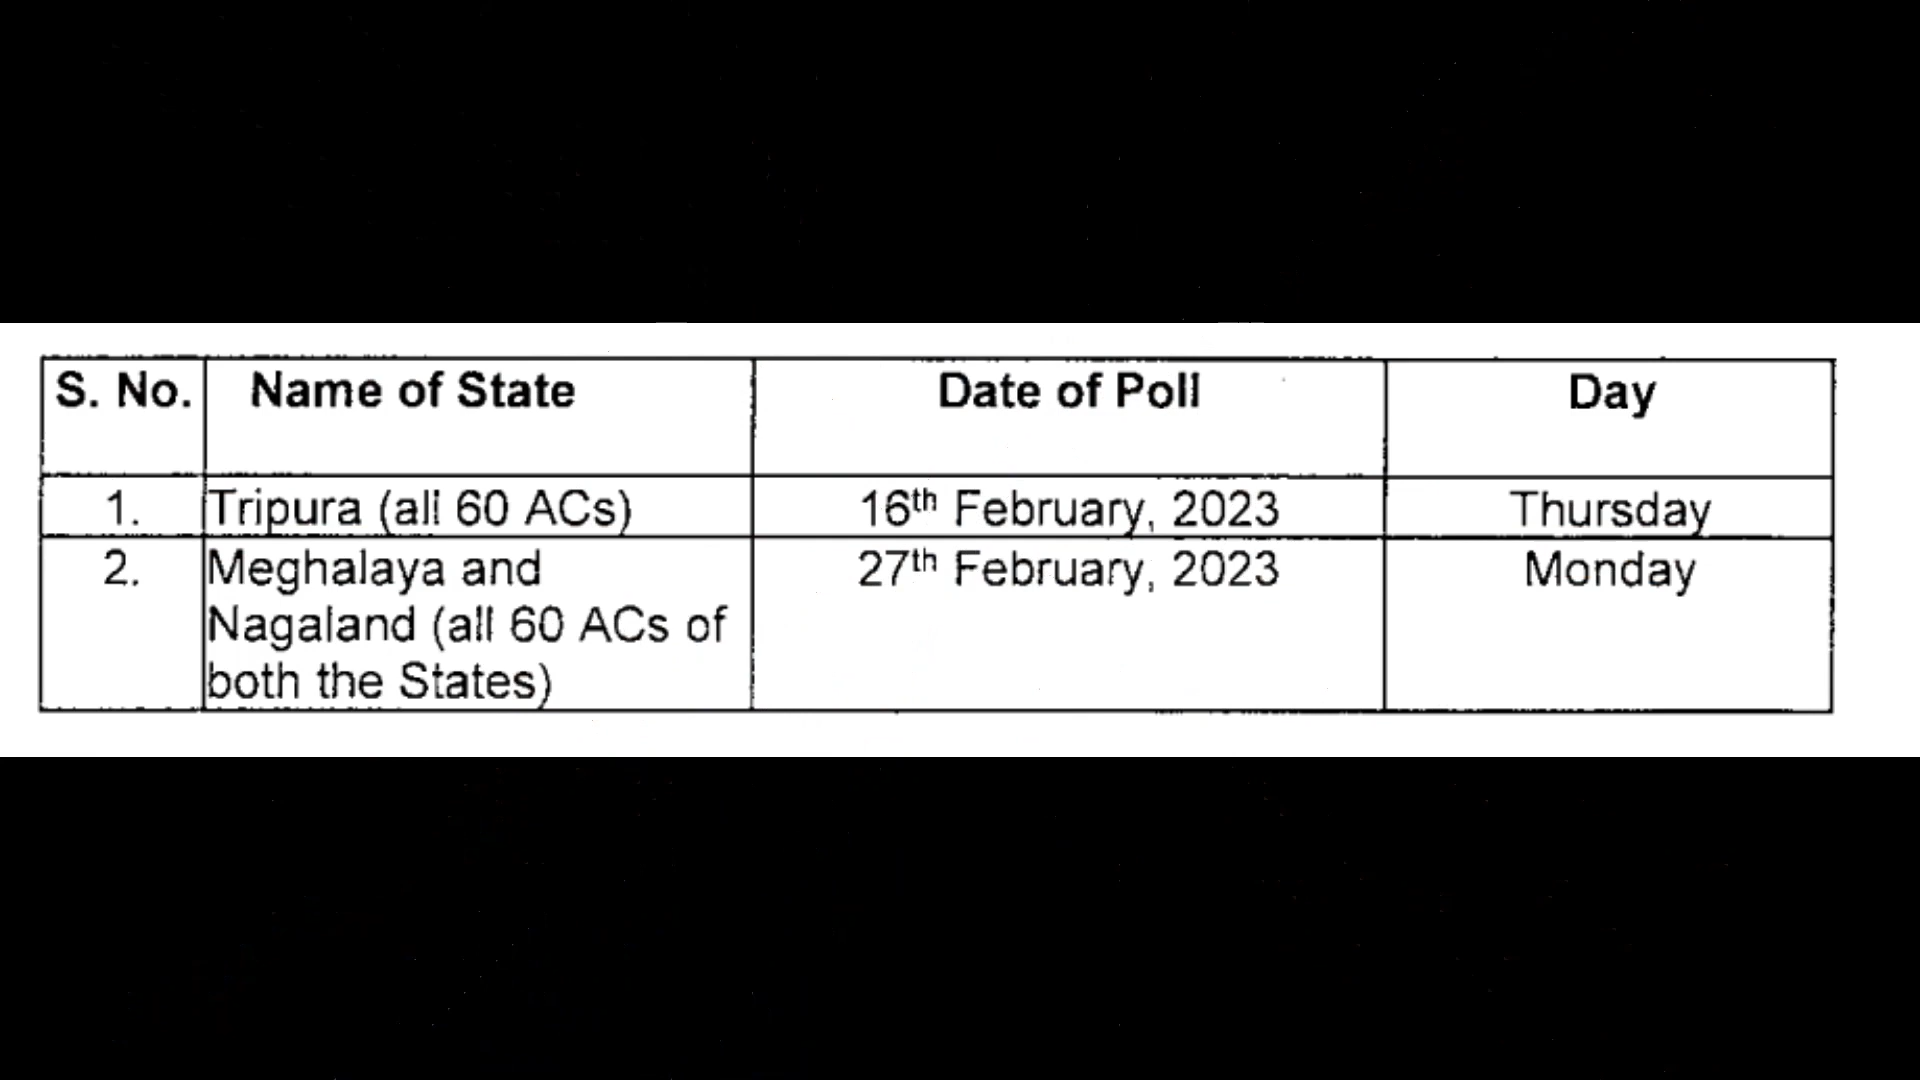 S. No. Name of State Date of Poll Day
1. Tripura (all 60 ACs) 16th February, 2023 Thursday
2. Meghalaya and 27th February, 2023 Monday
Nagaland (all 60 ACs of
both the States)